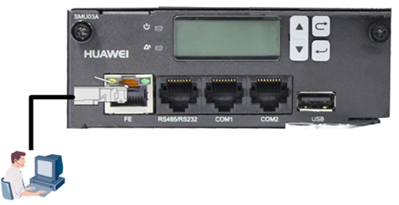 SMU03A
HUAWEI
FE
RS485/RS232
COM1
COM2
USB